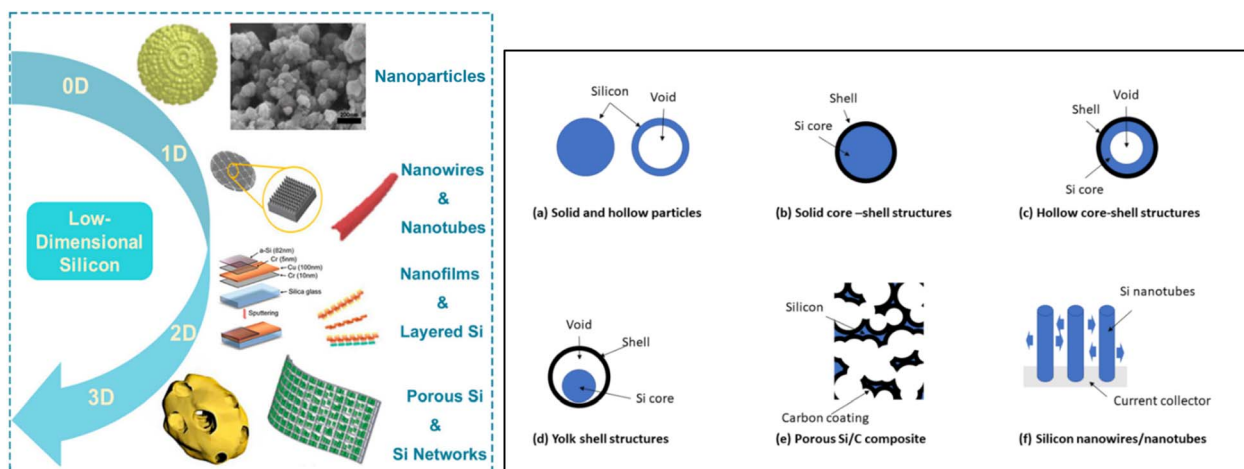 0D
1D
2D
3D
Low-
Dimensional
Silicon
Nanoparticles
200nm
Nanowires
&
Nanotubes
a-Si (82nm)
Cr (5nm)
Cu (100nm)
Cr (10nm)
Silica glass
Sputtering
Nanofilms
&
Layered Si
Porous Si
&
Si Networks
Silicon
Void
(a) Solid and hollow particles
Shell
Si core
(b) Solid core –shell structures
Void
Shell
Si core
(c) Hollow core-shell structures
Void
Shell
Si core
(d) Yolk shell structures
Silicon
Carbon coating
(e) Porous Si/C composite
Si nanotubes
Current collector
(f) Silicon nanowires/nanotubes